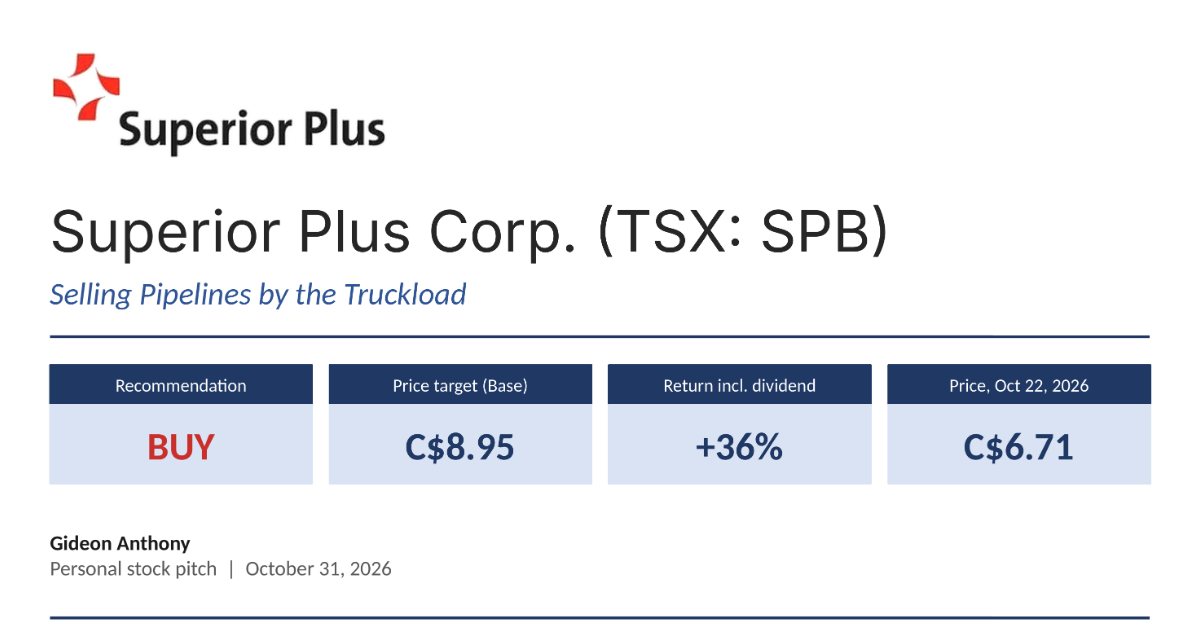 Superior Plus
Superior Plus Corp. (TSX: SPB)
Selling Pipelines by the Truckload
Recommendation
BUY
Price target (Base)
C$8.95
Return incl. dividend
+36%
Price, Oct 22, 2026
C$6.71
Gideon Anthony
Personal stock pitch | October 31, 2026